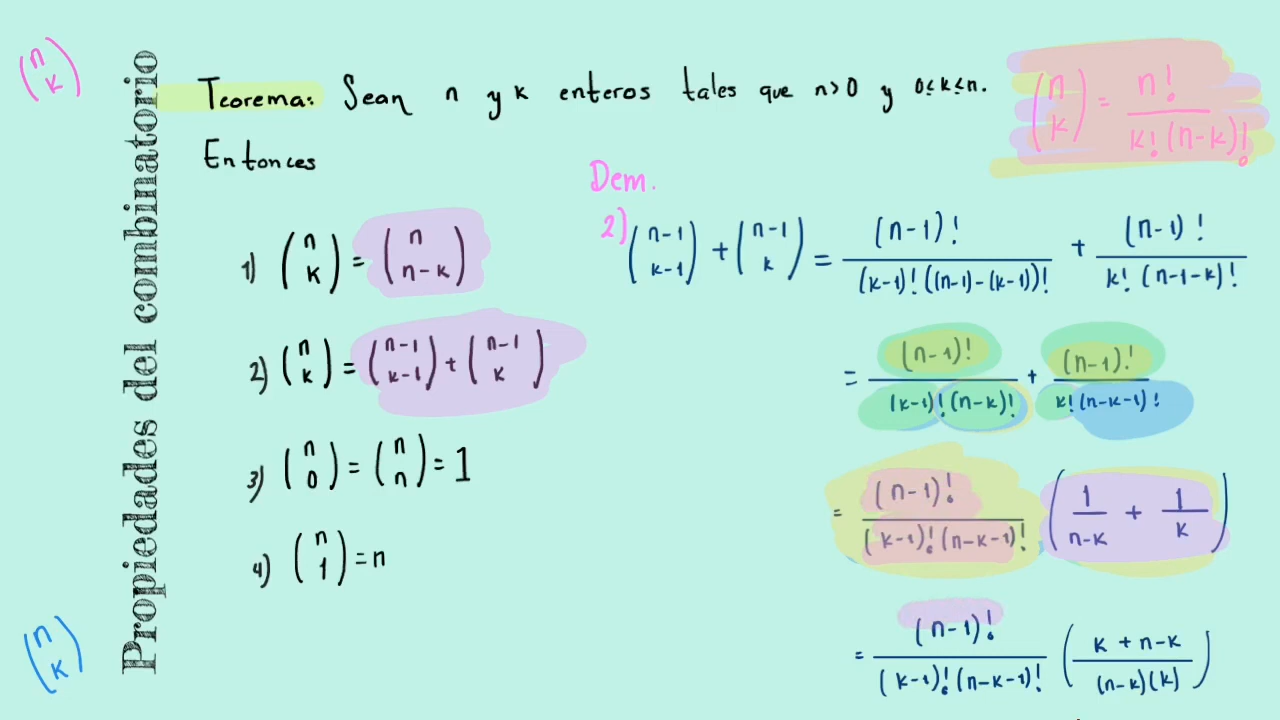 (n k)
Propiedades del combinatorio
(n k)
Teorema: Sean n y k enteros tales que n>0 y 0≤k≤n.
Entonces
(n k) = n! / k!(n-k)!
1) (n k) = (n n-k)
2) (n k) = (n-1 k-1) + (n-1 k)
3) (n 0) = (n n) = 1
4) (n 1) = n
Dem.
2) (n-1 k-1) + (n-1 k) = (n-1)! / (k-1)!((n-1)-(k-1))! + (n-1)! / k!(n-1-k)!
= (n-1)! / (k-1)!(n-k)! + (n-1)! / k!(n-k-1)!
= (n-1)! / (k-1)!(n-k-1)! (1 / n-k + 1 / k)
= (n-1)! / (k-1)!(n-k-1)! (k+n-k / (n-k)(k))